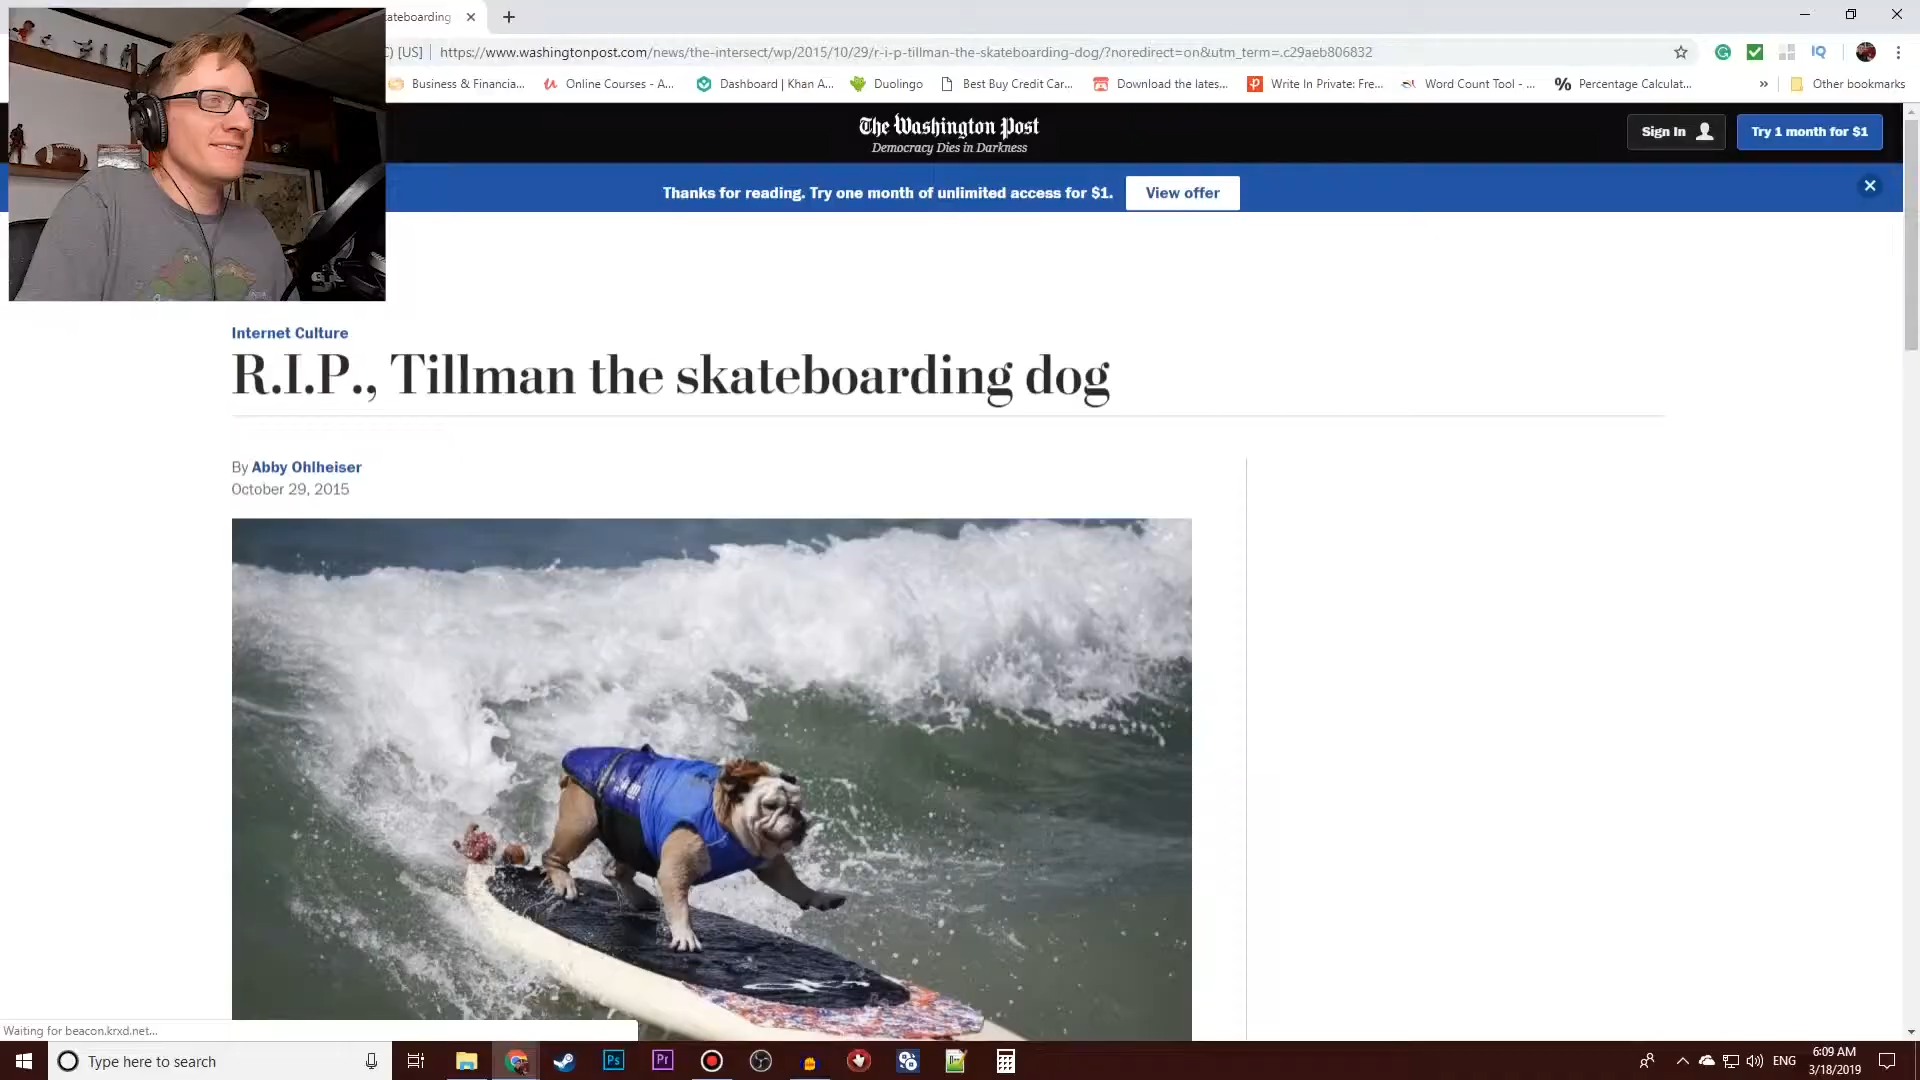 ateboarding
) [US]
https://www.washingtonpost.com/news/the-intersect/wp/2015/10/29/r-i-p-tillman-the-skateboarding-dog/?noredirect=on&utm_term=.c29aeb806832
Business & Financia...
Online Courses - A...
Dashboard | Khan A...
Duolingo
Best Buy Credit Car...
Download the lates...
Write In Private: Fre...
Word Count Tool - ...
Percentage Calculat...
»
Other bookmarks
The Washington Post
Democracy Dies in Darkness
Sign In
Try 1 month for $1
Thanks for reading. Try one month of unlimited access for $1.
View offer
Internet Culture
R.I.P., Tillman the skateboarding dog
By Abby Ohlheiser
October 29, 2015
Waiting for beacon.krxd.net...
Type here to search
Ps
Pr
ENG
6:09 AM
3/18/2019